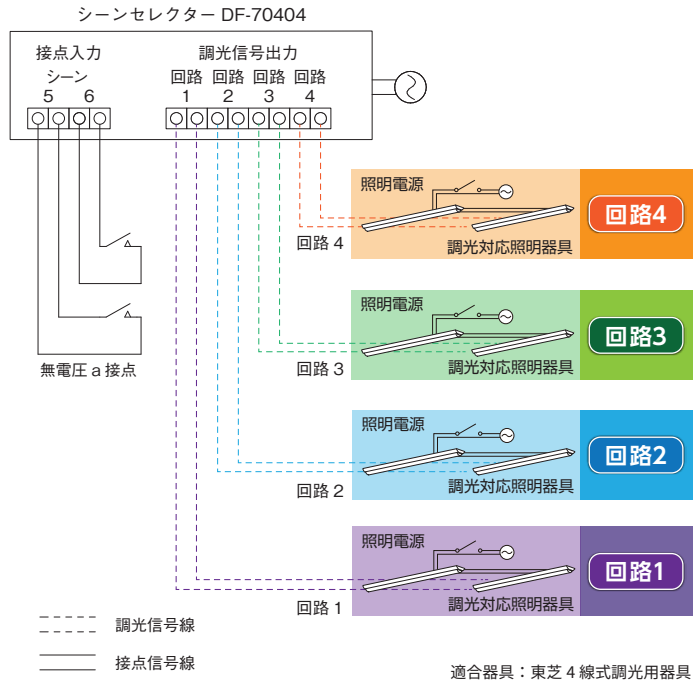 シーンセレクター DF-70404
接点入力
シーン
5 6
調光信号出力
回路 回路 回路 回路
1 2 3 4
照明電源
調光対応照明器具
回路 4
回路4
照明電源
調光対応照明器具
回路 3
回路3
無電圧 a 接点
照明電源
調光対応照明器具
回路 2
回路2
照明電源
調光対応照明器具
回路 1
回路1
調光信号線
接点信号線
適合器具：東芝 4 線式調光用器具